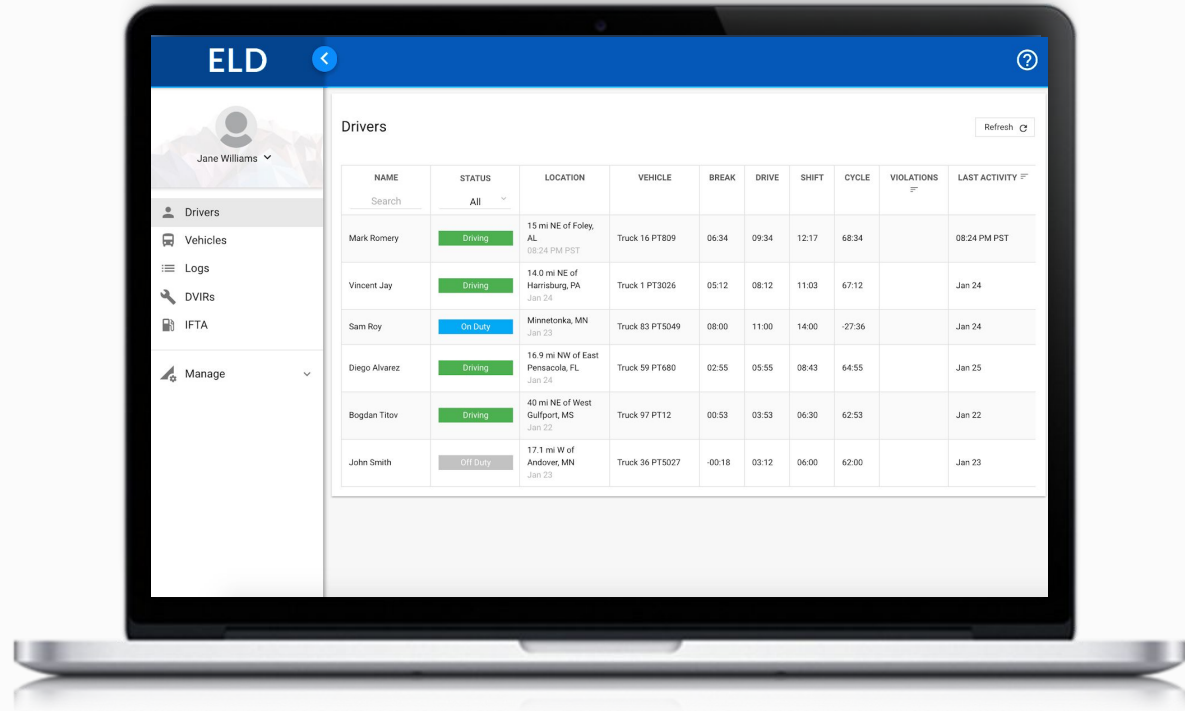 ELD
Jane Williams
Drivers
Vehicles
Logs
DVIRs
IFTA
Manage
Drivers
Refresh
NAME STATUS LOCATION VEHICLE BREAK DRIVE SHIFT CYCLE VIOLATIONS LAST ACTIVITY
Search All
Mark Romery Driving 15 mi NE of Foley, AL 08:24 PM PST Truck 16 PT809 06:34 09:34 12:17 68:34 08:24 PM PST
Vincent Jay Driving 14.0 mi NE of Harrisburg, PA Jan 24 Truck 1 PT3026 05:12 08:12 11:03 67:12 Jan 24
Sam Roy On Duty Minnetonka, MN Jan 23 Truck 83 PT5049 08:00 11:00 14:00 -27:36 Jan 24
Diego Alvarez Driving 16.9 mi NW of East Pensacola, FL Jan 24 Truck 59 PT680 02:55 05:55 08:43 64:55 Jan 25
Bogdan Titov Driving 40 mi NE of West Gulfport, MS Jan 22 Truck 97 PT12 00:53 03:53 06:30 62:53 Jan 22
John Smith Off Duty 17.1 mi W of Andover, MN Jan 23 Truck 36 PT5027 -00:18 03:12 06:00 62:00 Jan 23